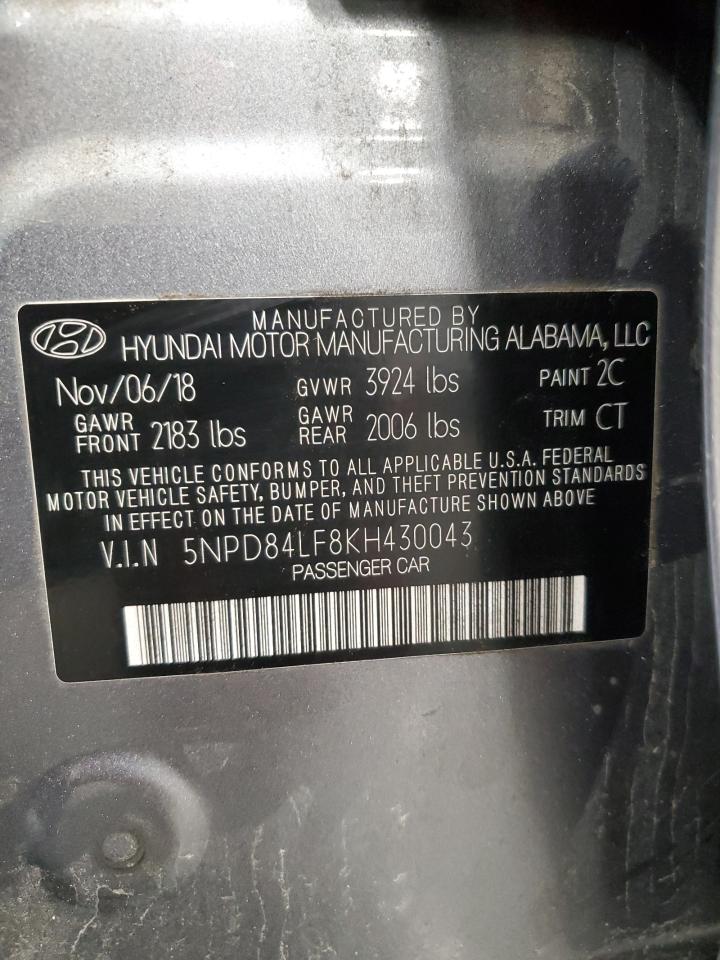 MANUFACTURED BY
HYUNDAI MOTOR MANUFACTURING ALABAMA, LLC
Nov/06/18 GVWR 3924 lbs PAINT 2C
GAWR FRONT 2183 lbs GAWR REAR 2006 lbs TRIM CT
THIS VEHICLE CONFORMS TO ALL APPLICABLE U.S.A. FEDERAL
MOTOR VEHICLE SAFETY, BUMPER, AND THEFT PREVENTION STANDARDS
IN EFFECT ON THE DATE OF MANUFACTURE SHOWN ABOVE
V.I.N 5NPD84LF8KH430043
PASSENGER CAR